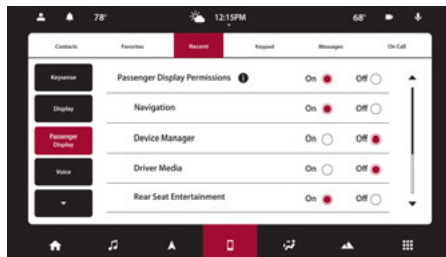 78°
12:15PM
68°
Contacts
Favorites
Recent
Keypad
Messages
On Call
Keysense
Display
Passenger
Display
Voice
Passenger Display Permissions i On Off
Navigation On Off
Device Manager On Off
Driver Media On Off
Rear Seat Entertainment On Off